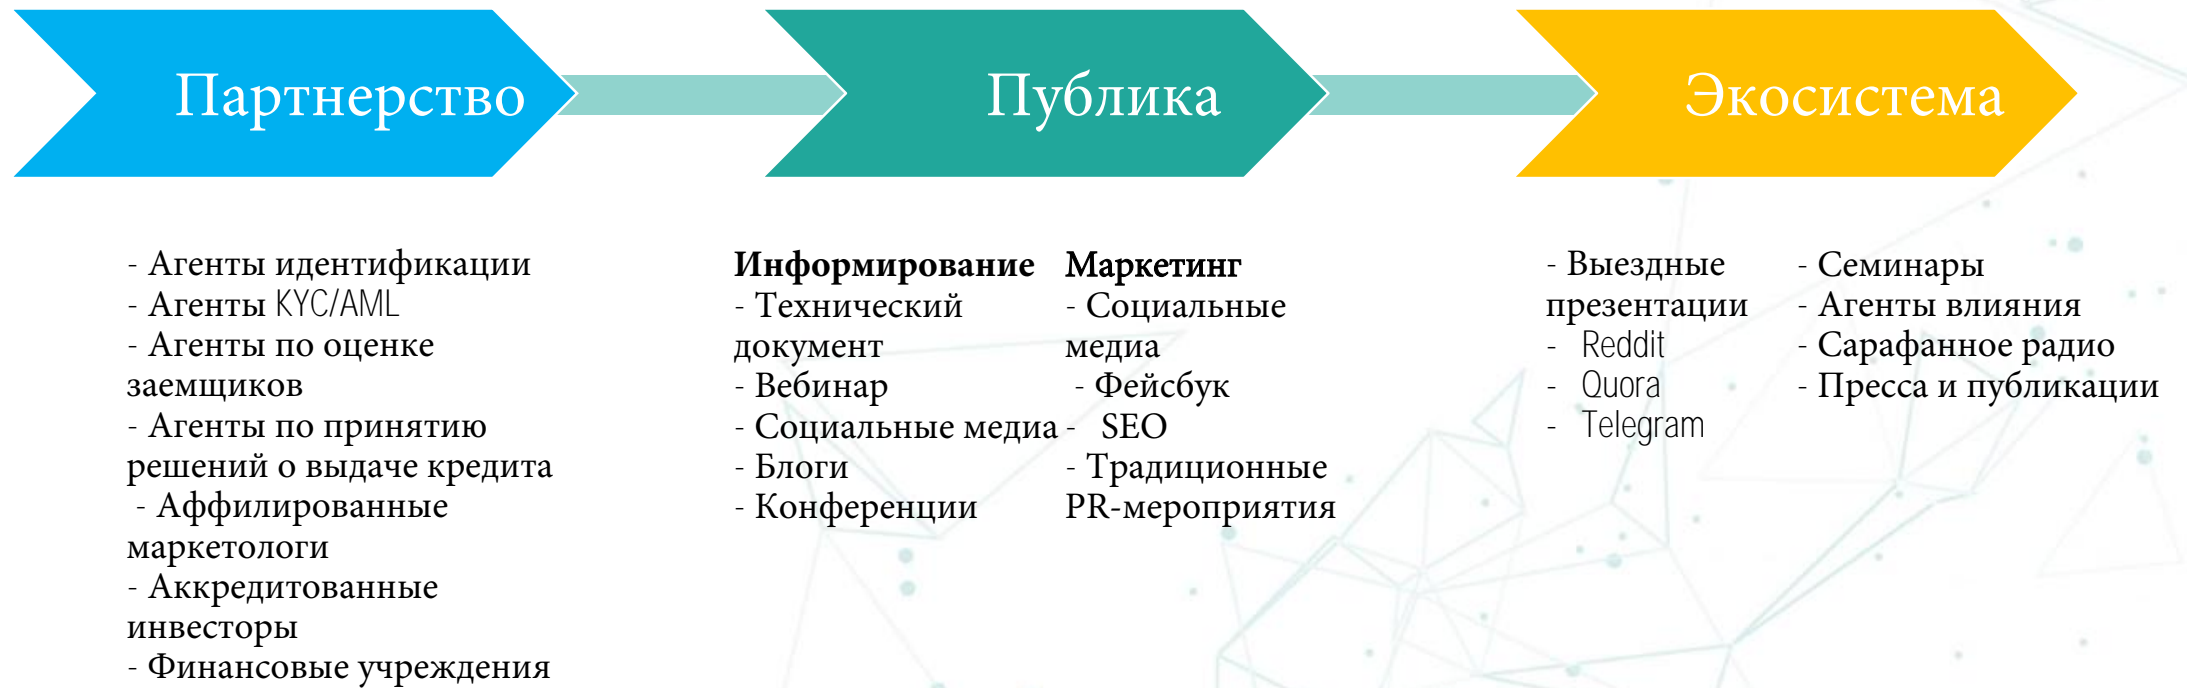 Партнерство
Публика
Экосистема
- Агенты идентификации
- Агенты KYC/AML
- Агенты по оценке
заемщиков
- Агенты по принятию
решений о выдаче кредита
- Аффилированные
маркетологи
- Аккредитованные
инвесторы
- Финансовые учреждения
Информирование
- Технический
документ
- Вебинар
- Социальные медиа
- Блоги
- Конференции
Маркетинг
- Социальные
медиа
- Фейсбук
- SEO
- Традиционные
PR-мероприятия
- Выездные
презентации
- Reddit
- Quora
- Telegram
- Семинары
- Агенты влияния
- Сарафанное радио
- Пресса и публикации